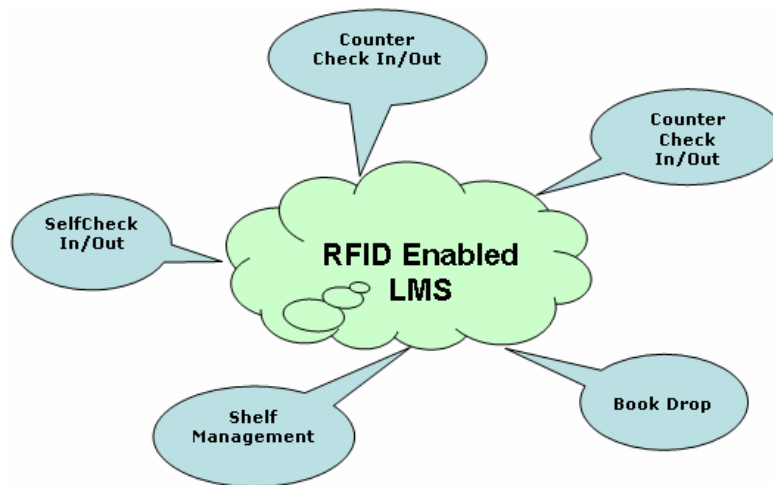 Counter
Check In/Out
Counter
Check
In/Out
SelfCheck
In/Out
RFID Enabled
LMS
Shelf
Management
Book Drop